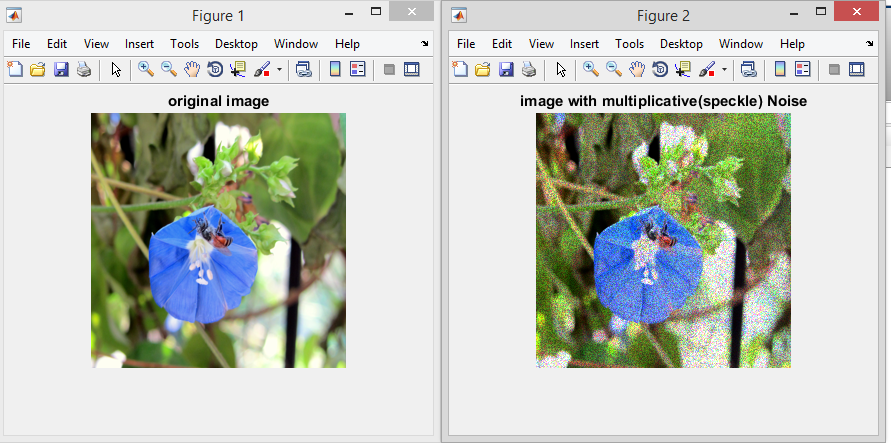 Figure 1
File Edit View Insert Tools Desktop Window Help
original image
Figure 2
File Edit View Insert Tools Desktop Window Help
image with multiplicative(speckle) Noise